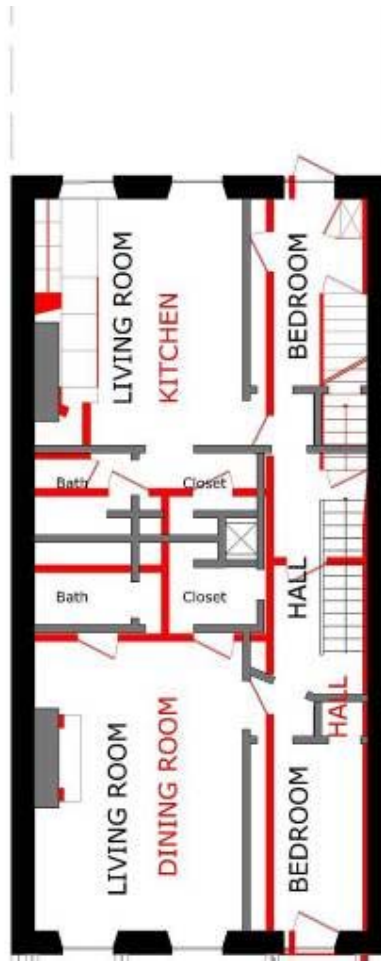 LIVING ROOM
KITCHEN
BEDROOM
Bath
Closet
Bath
Closet
HALL
HALL
LIVING ROOM
DINING ROOM
BEDROOM